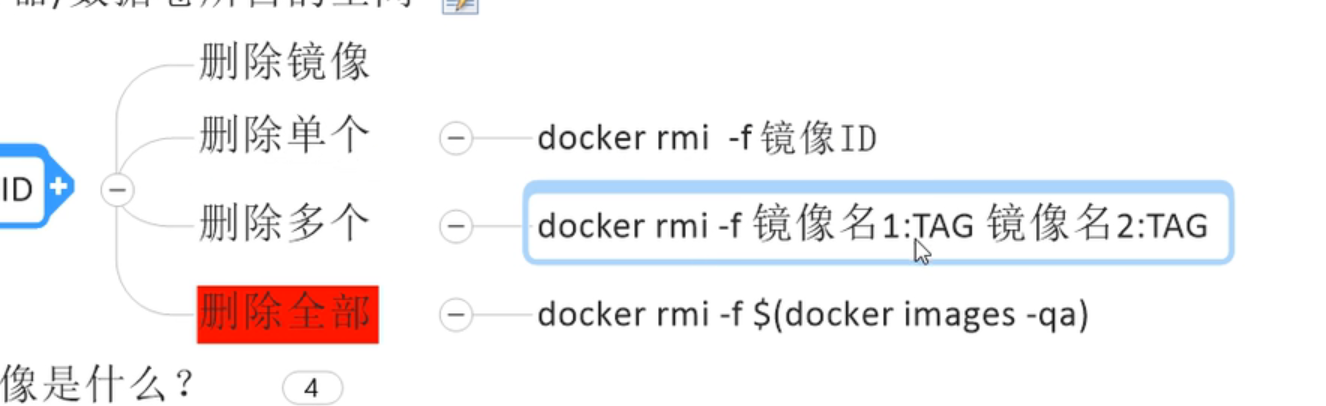 删除镜像
删除单个
docker rmi -f 镜像ID
ID
删除多个
docker rmi -f 镜像名1:TAG 镜像名2:TAG
删除全部
docker rmi -f $(docker images -qa)
像是什么？
4